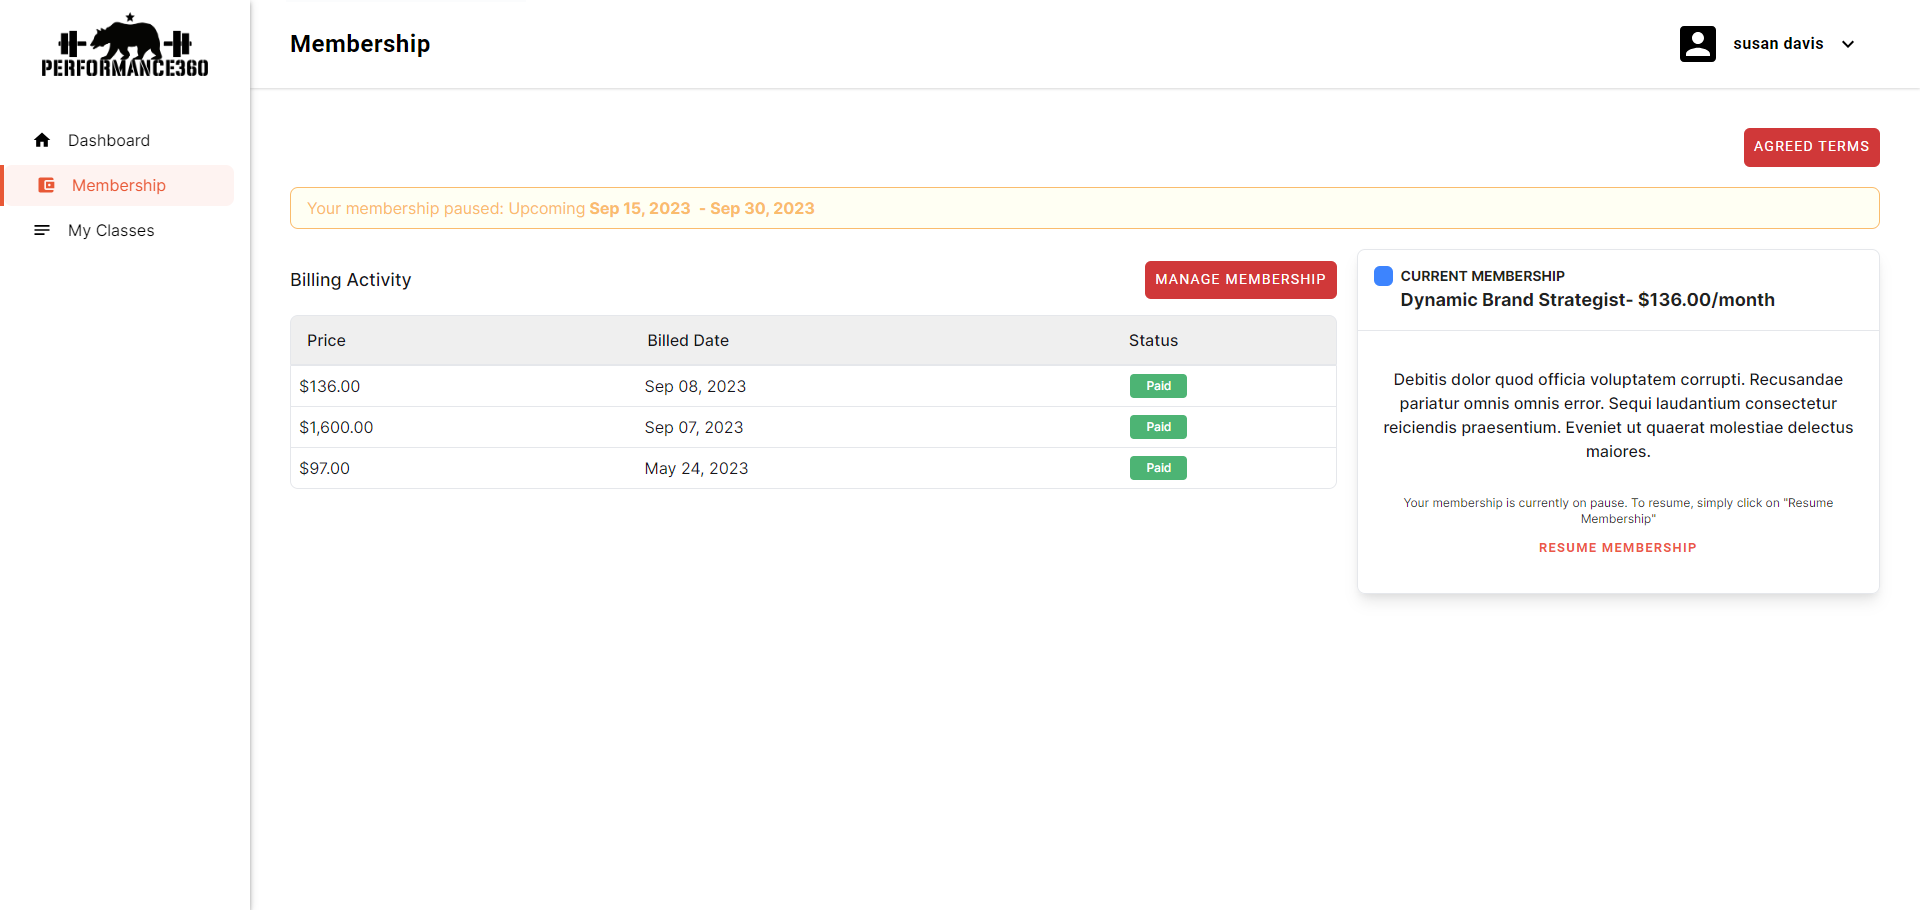 PERFORMANCE360
Membership
susan davis
Dashboard
Membership
My Classes
AGREED TERMS
Your membership paused: Upcoming Sep 15, 2023 - Sep 30, 2023
Billing Activity
MANAGE MEMBERSHIP
Price Billed Date Status
$136.00 Sep 08, 2023 Paid
$1,600.00 Sep 07, 2023 Paid
$97.00 May 24, 2023 Paid
CURRENT MEMBERSHIP
Dynamic Brand Strategist- $136.00/month
Debitis dolor quod officia voluptatem corrupti. Recusandae
pariatur omnis omnis error. Sequi laudantium consectetur
reiciendis praesentium. Eveniet ut quaerat molestiae delectus
maiores.
Your membership is currently on pause. To resume, simply click on "Resume
Membership"
RESUME MEMBERSHIP